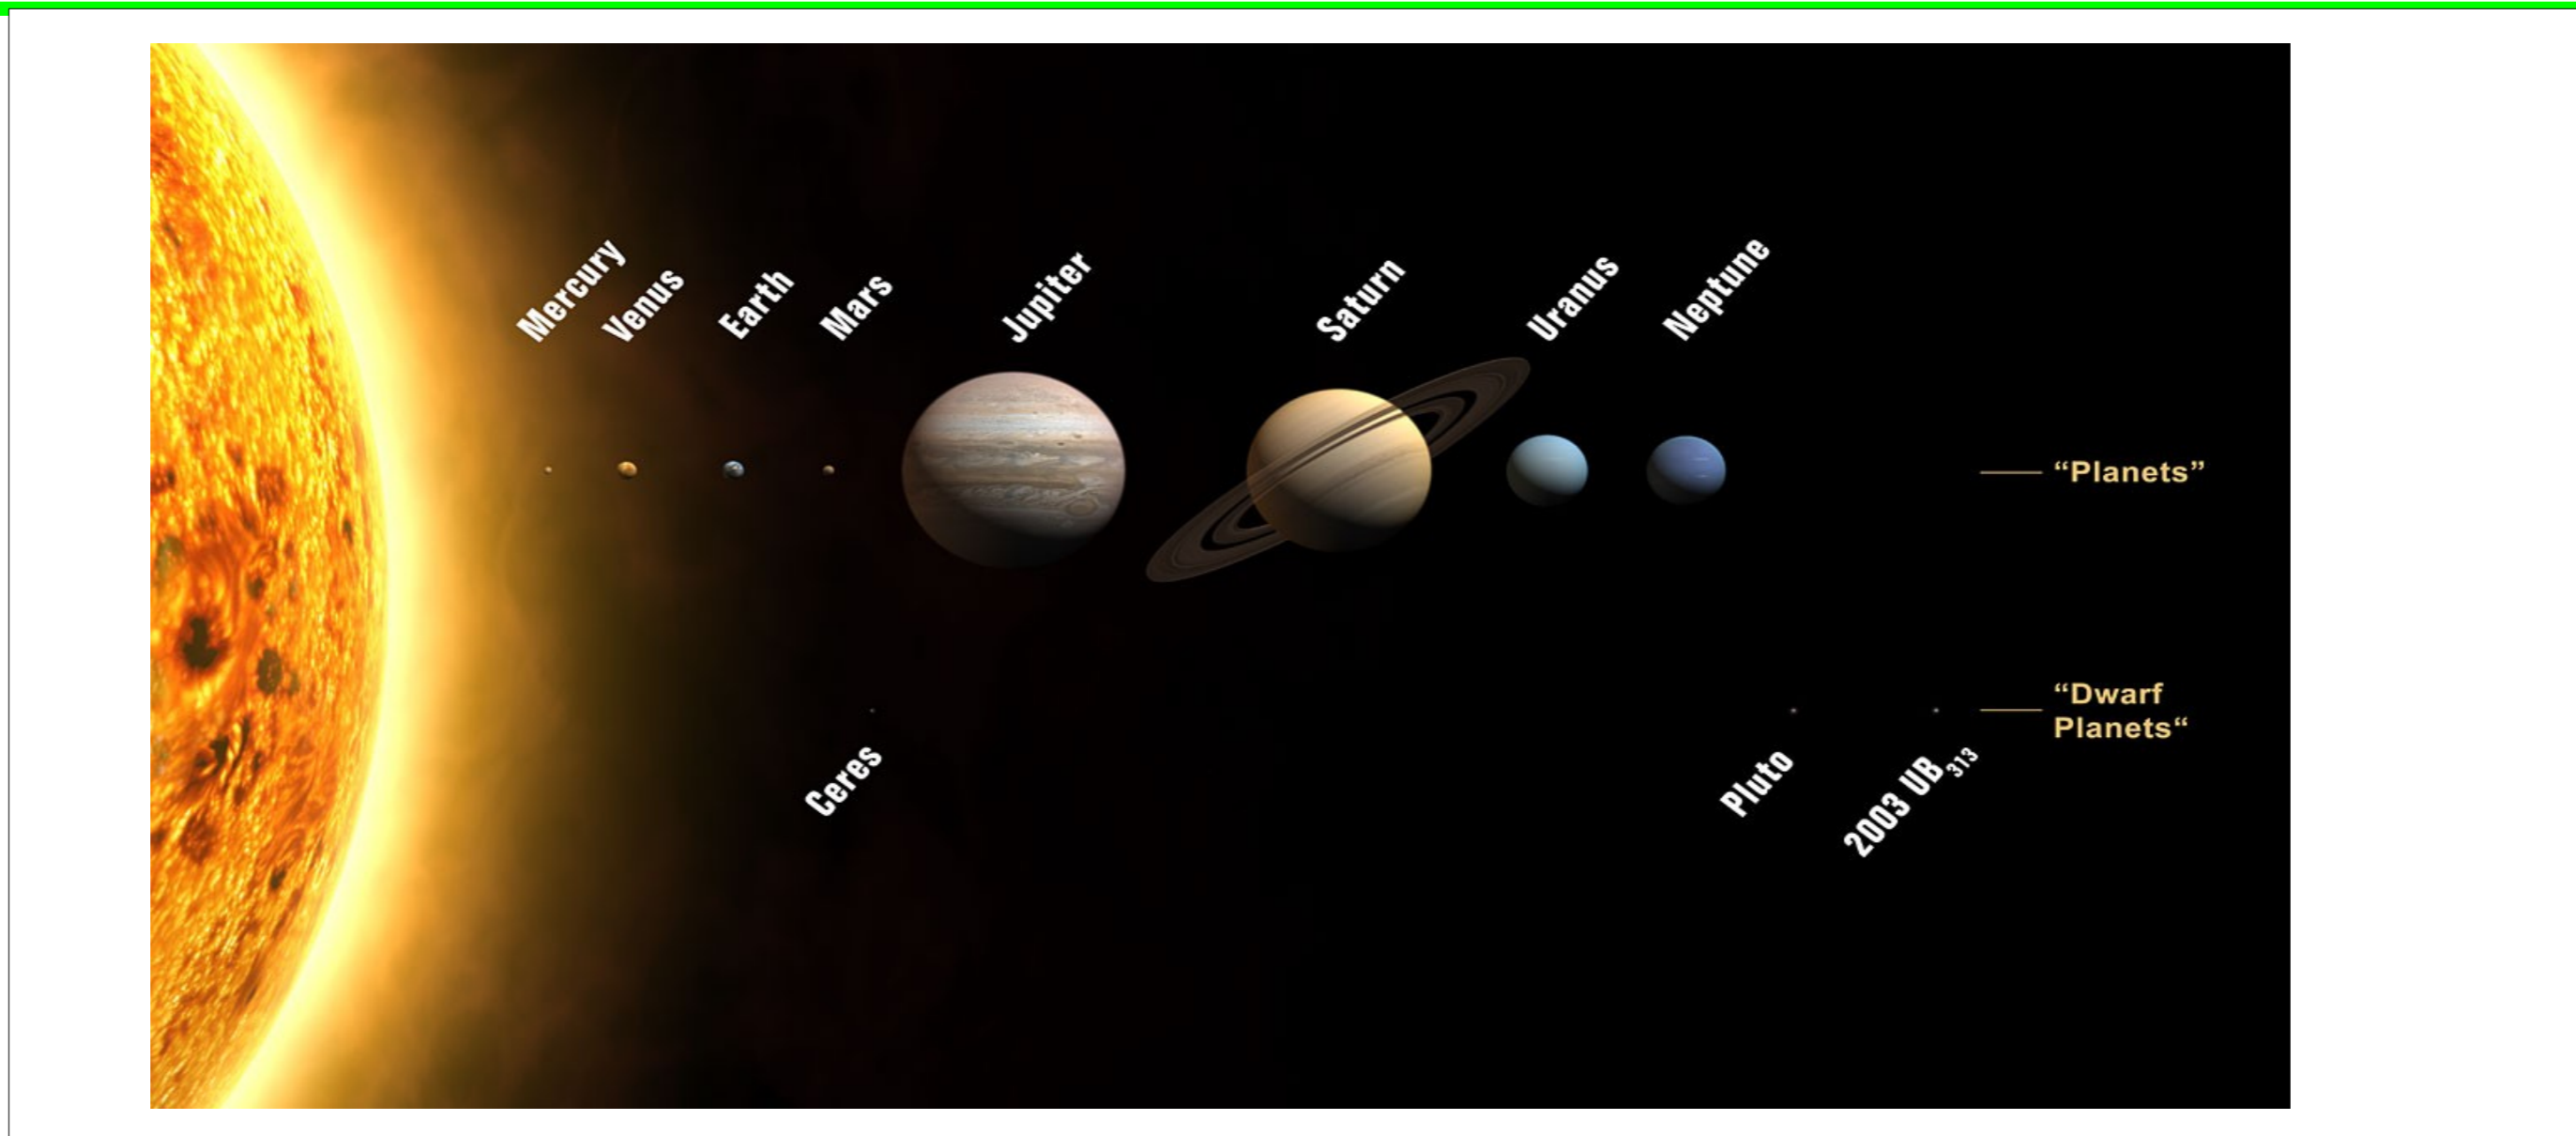 Mercury
Venus
Earth
Mars
Jupiter
Saturn
Uranus
Neptune
“Planets”
“Dwarf
Planets“
Ceres
Pluto
2003 UB₃₁₃